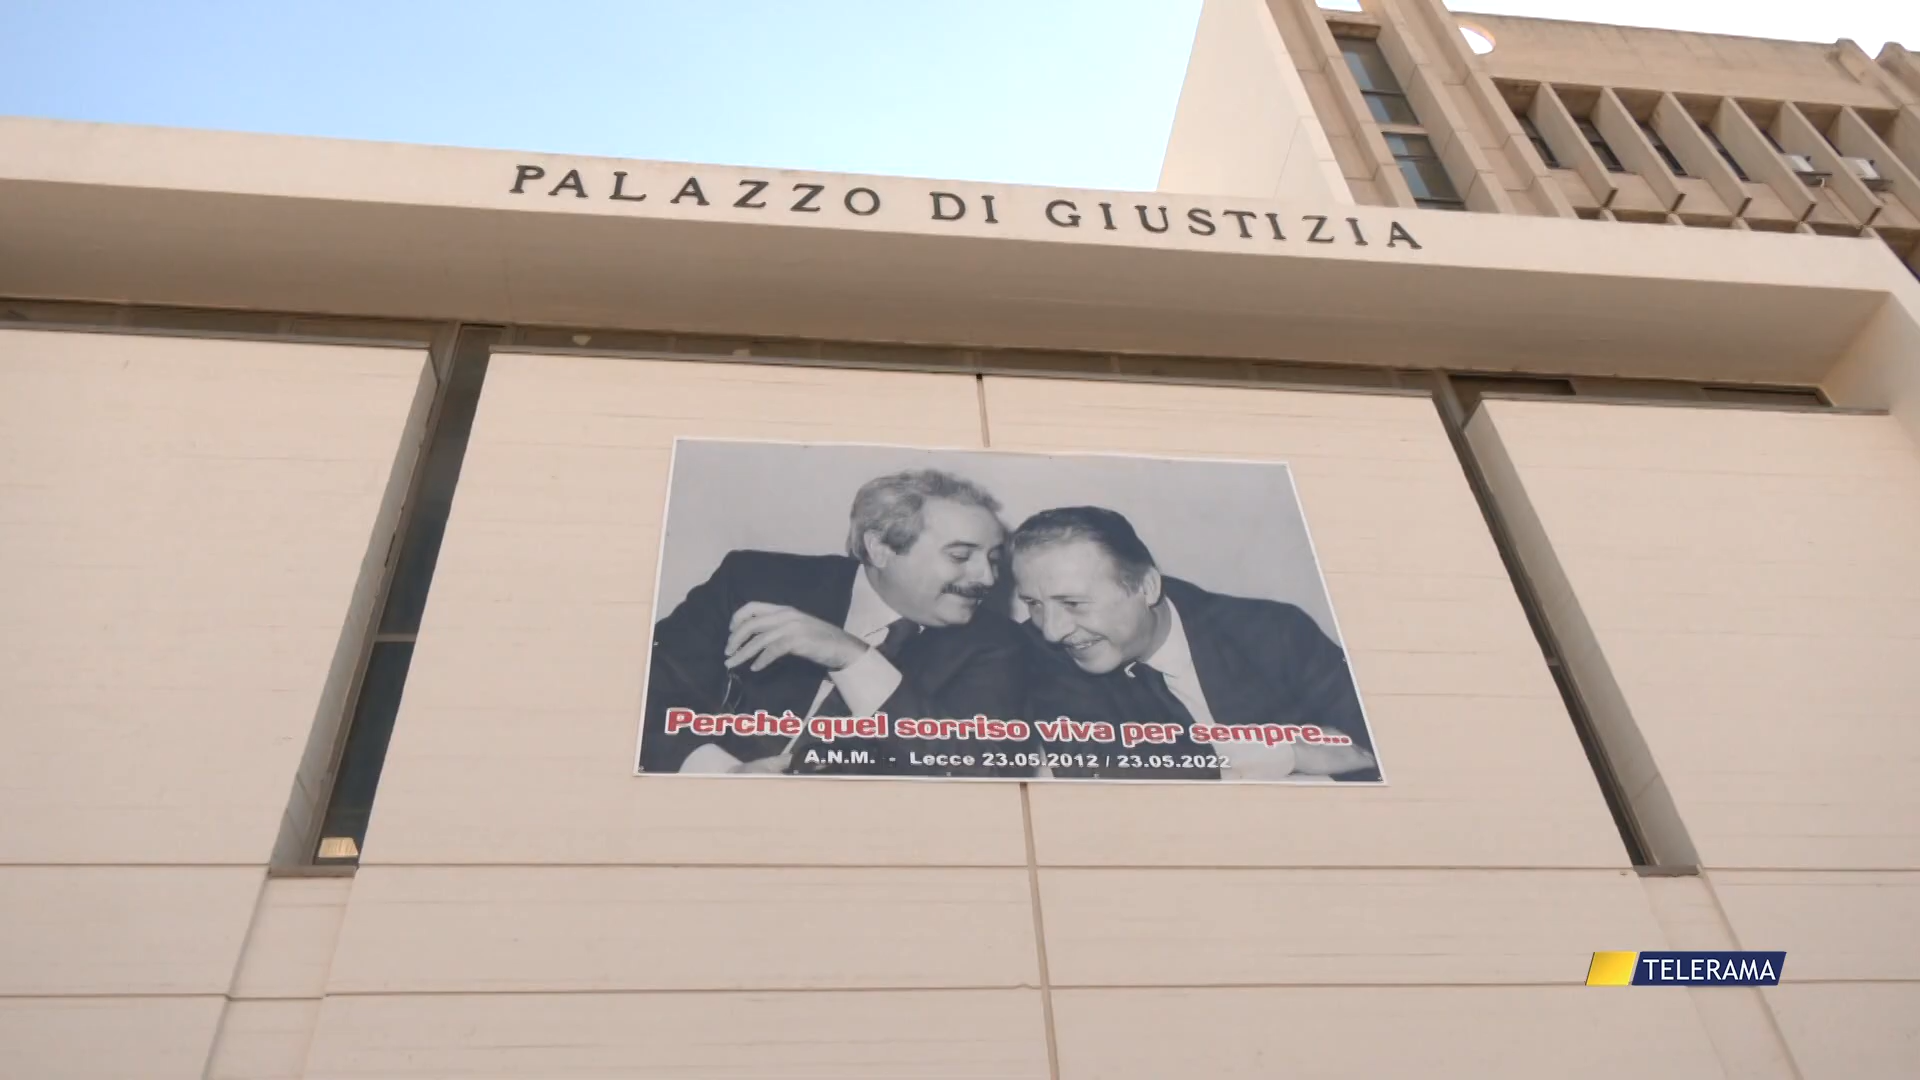 PALAZZO DI GIUSTIZIA
Perchè quel sorriso viva per sempre...
A.N.M. - Lecce 23.05.2012 / 23.05.2022
TELERAMA